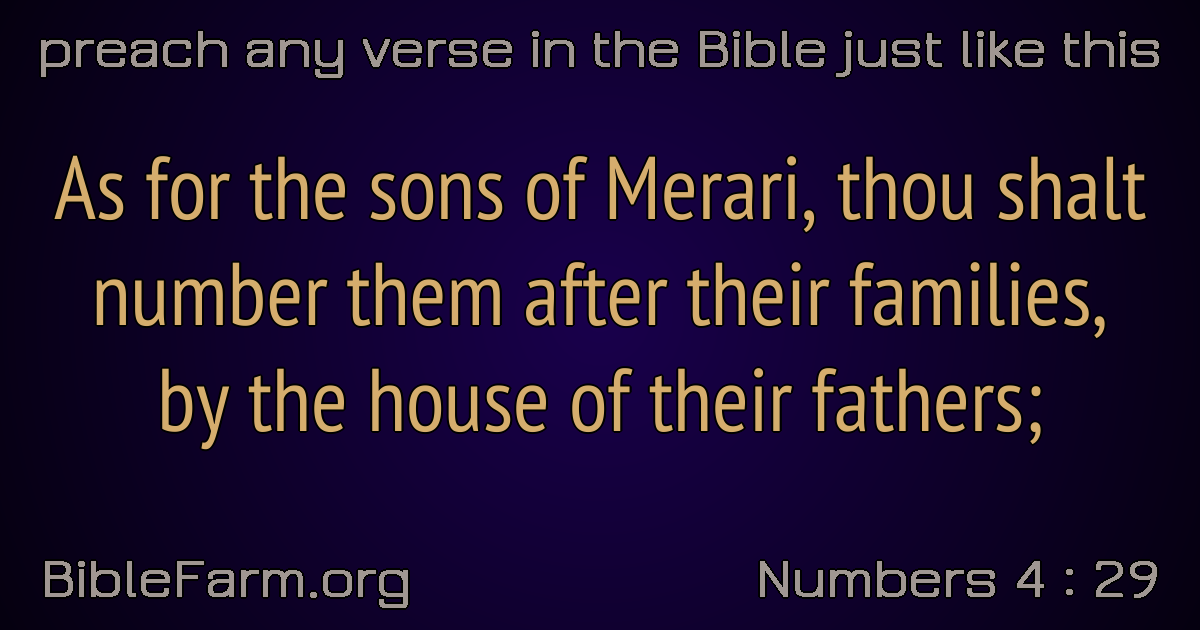 preach any verse in the Bible just like this
As for the sons of Merari, thou shalt
number them after their families,
by the house of their fathers;
BibleFarm.org
Numbers 4 : 29